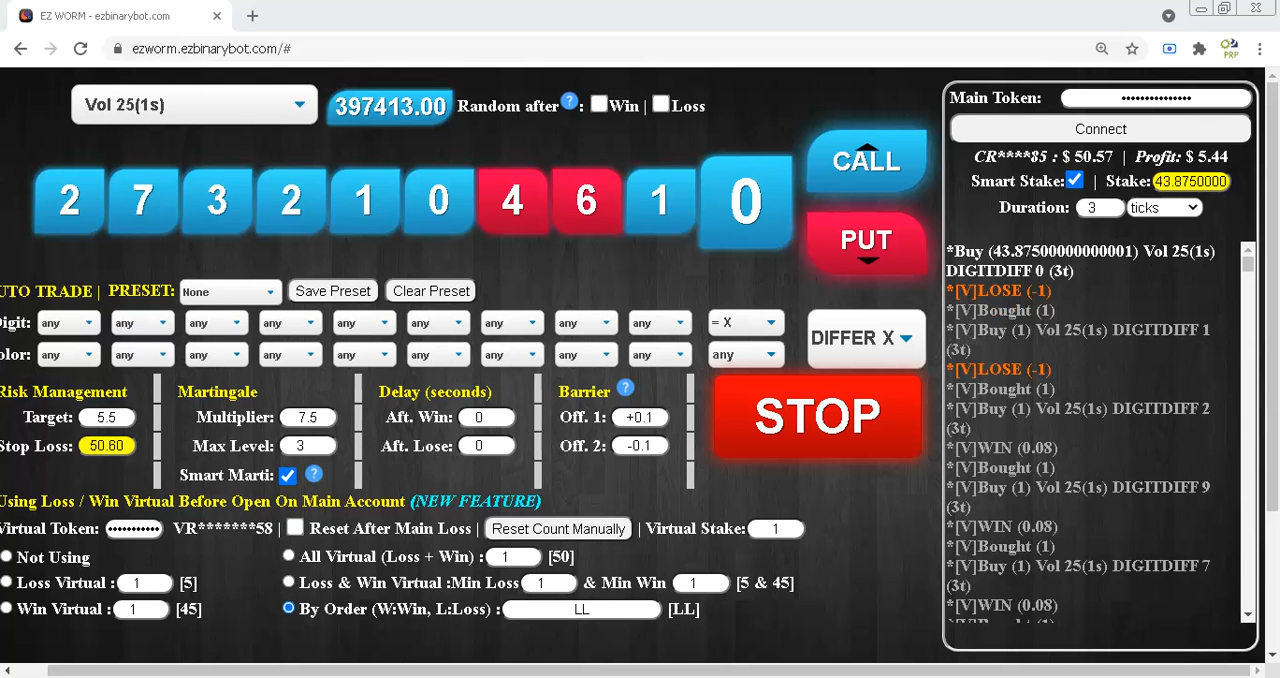 EZ WORM - ezbinarybot.com
ezworm.ezbinarybot.com/#
PRP
Vol 25(1s)
397413.00
Random after ? : Win | Loss
2 7 3 2 1 0 4 6 1 0
CALL
PUT
UTO TRADE | PRESET: None Save Preset Clear Preset
Digit: any any any any any any any any any = X
olor: any any any any any any any any any any
DIFFER X
STOP
Risk Management
Target: 5.5
Stop Loss: 50.60
Martingale
Multiplier: 7.5
Max Level: 3
Smart Marti: ?
Delay (seconds)
Aft. Win: 0
Aft. Lose: 0
Barrier ?
Off. 1: +0.1
Off. 2: -0.1
Using Loss / Win Virtual Before Open On Main Account (NEW FEATURE)
Virtual Token: ••••••••••• VR*******58 | Reset After Main Loss | Reset Count Manually | Virtual Stake: 1
Not Using
All Virtual (Loss + Win) : 1 [50]
Loss Virtual : 1 [5]
Loss & Win Virtual :Min Loss 1 & Min Win 1 [5 & 45]
Win Virtual : 1 [45]
By Order (W:Win, L:Loss) : LL [LL]
Main Token: •••••••••••••••
Connect
CR****85 : $ 50.57 | Profit: $ 5.44
Smart Stake: | Stake: 43.8750000
Duration: 3 ticks
*Buy (43.87500000000001) Vol 25(1s)
DIGITDIFF 0 (3t)
*[V]LOSE (-1)
*[V]Bought (1)
*[V]Buy (1) Vol 25(1s) DIGITDIFF 1
(3t)
*[V]LOSE (-1)
*[V]Bought (1)
*[V]Buy (1) Vol 25(1s) DIGITDIFF 2
(3t)
*[V]WIN (0.08)
*[V]Bought (1)
*[V]Buy (1) Vol 25(1s) DIGITDIFF 9
(3t)
*[V]WIN (0.08)
*[V]Bought (1)
*[V]Buy (1) Vol 25(1s) DIGITDIFF 7
(3t)
*[V]WIN (0.08)
*[V]Bought (1)